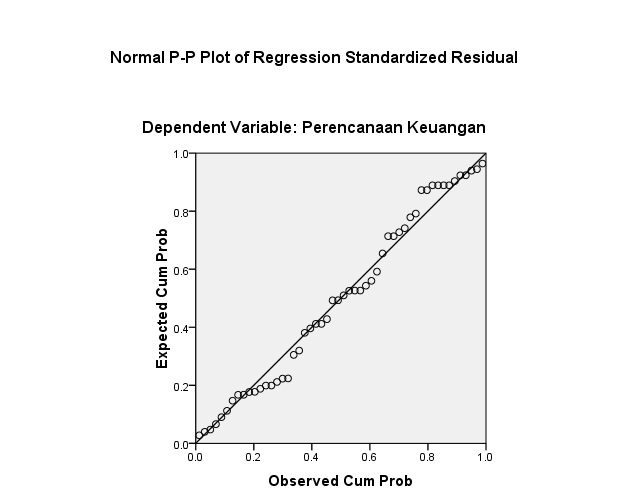 Normal P-P Plot of Regression Standardized Residual
Dependent Variable: Perencanaan Keuangan
Expected Cum Prob
1.0
0.8
0.6
0.4
0.2
0.0
0.0 0.2 0.4 0.6 0.8 1.0
Observed Cum Prob